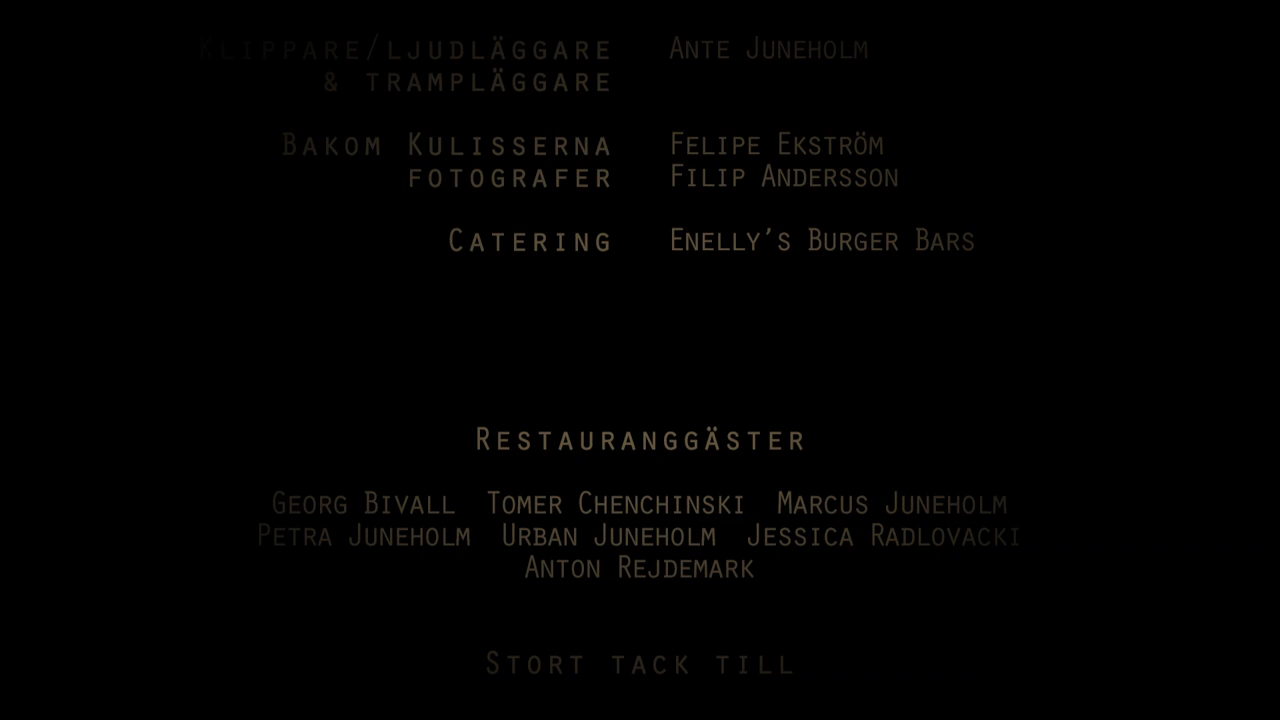 Klippare/ljudläggare Ante Juneholm
& trampläggare
Bakom Kulisserna Felipe Ekström
fotografer Filip Andersson
Catering Enelly's Burger Bars
Restauranggäster
Georg Bivall Tomer Chenchinski Marcus Juneholm
Petra Juneholm Urban Juneholm Jessica Radlovacki
Anton Rejdemark
Stort tack till